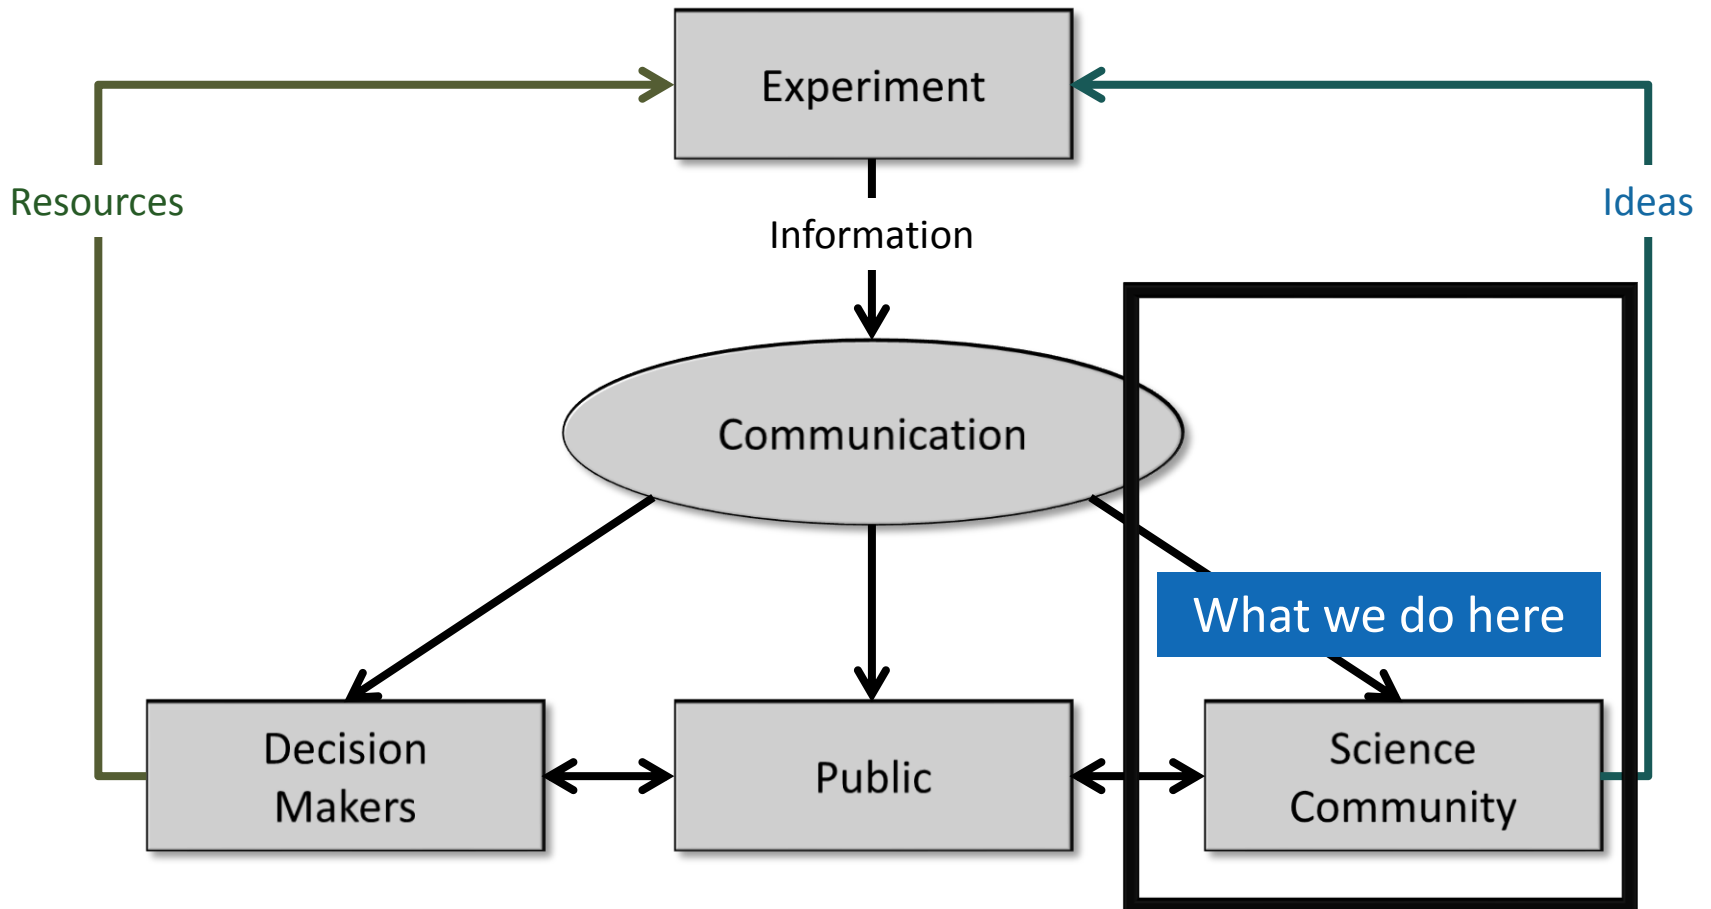 Experiment
Resources
Ideas
Information
Communication
What we do here
Decision
Makers
Public
Science
Community